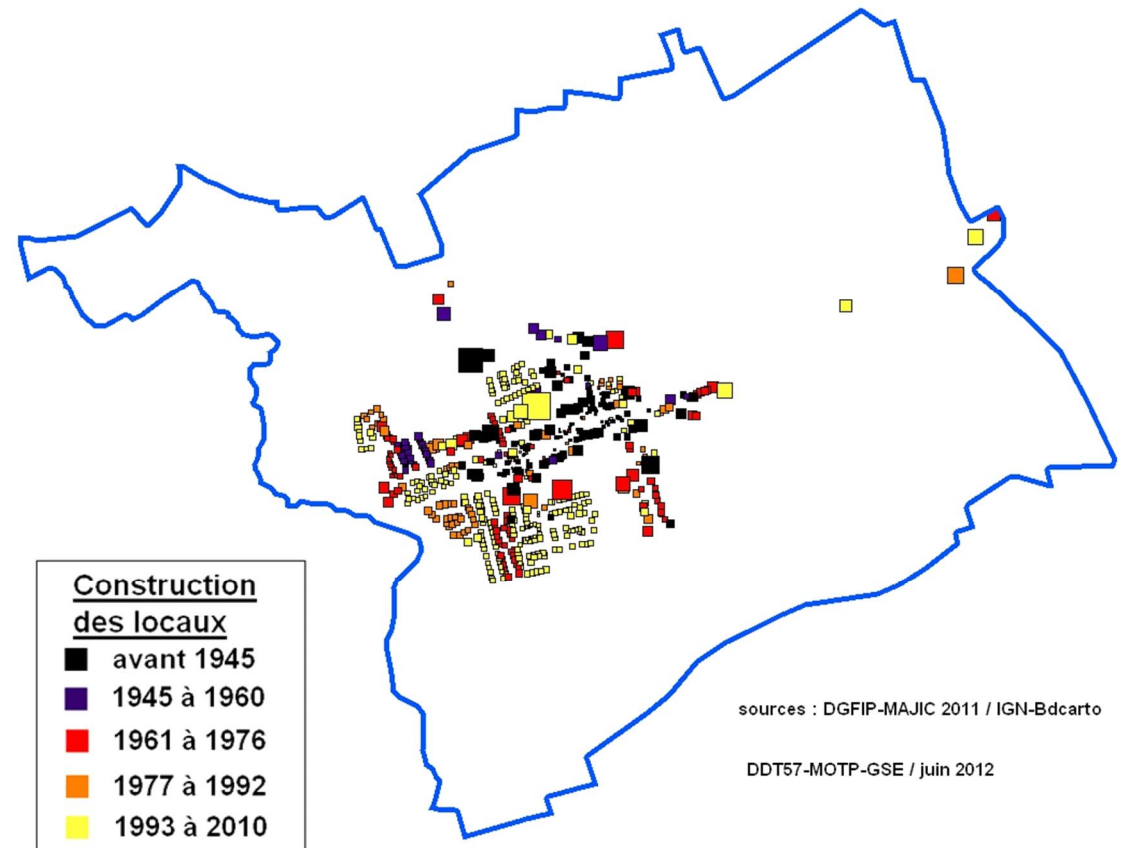 Construction
des locaux
avant 1945
1945 à 1960
1961 à 1976
1977 à 1992
1993 à 2010
sources : DGFIP-MAJIC 2011 / IGN-Bdcarto
DDT57-MOTP-GSE / juin 2012